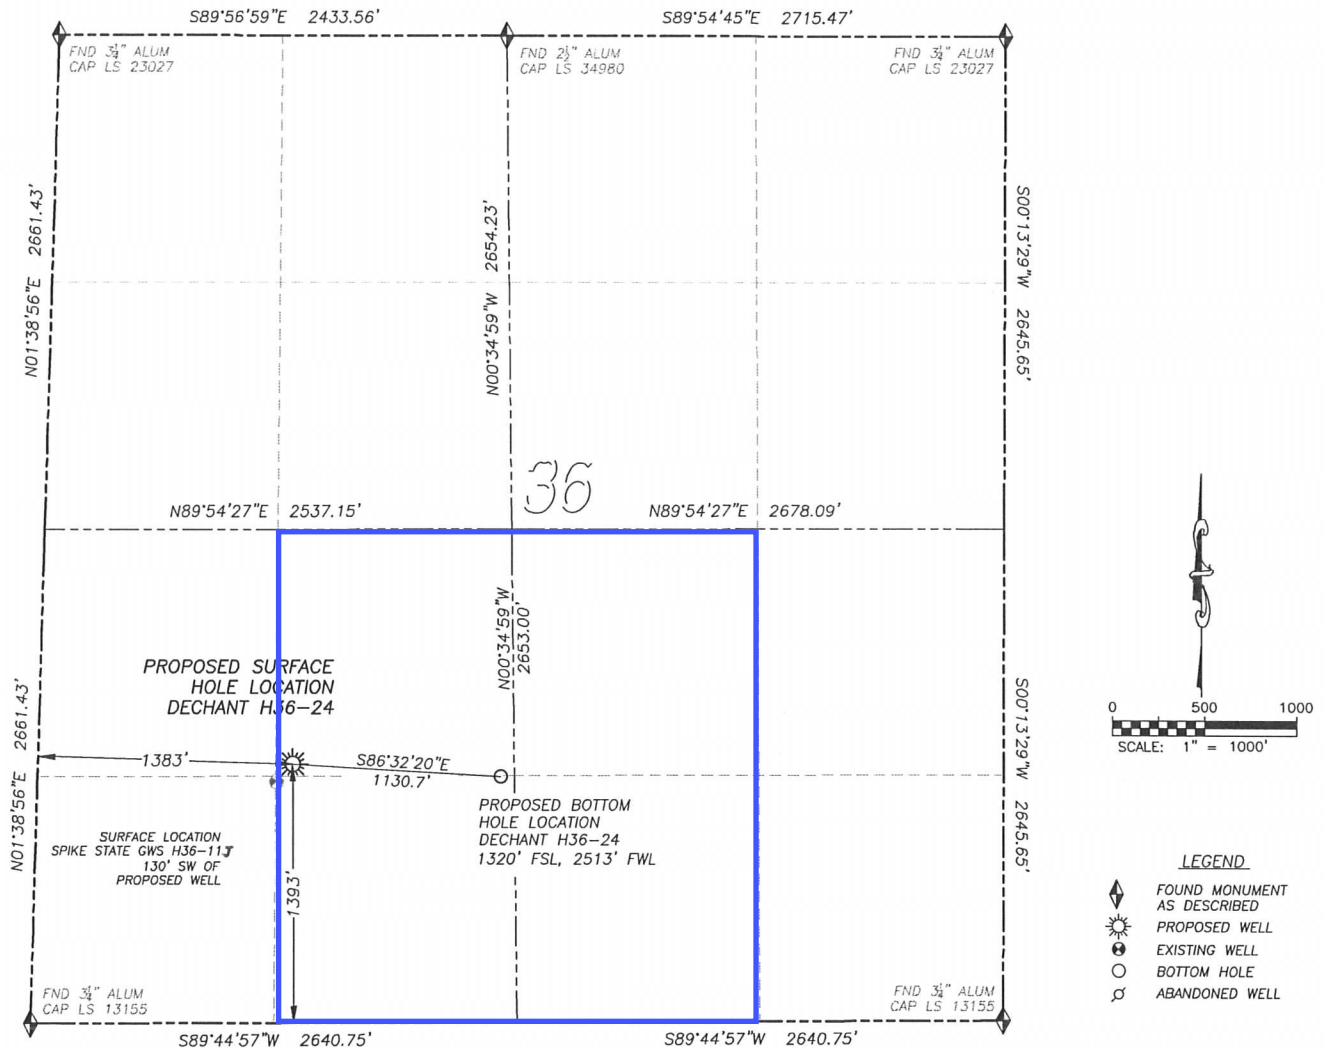 S89°56'59"E 2433.56'
S89°54'45"E 2715.47'
FND 3¼" ALUM
CAP LS 23027
FND 2½" ALUM
CAP LS 34980
FND 3¼" ALUM
CAP LS 23027
N01°38'56"E 2661.43'
N00°34'59"W 2654.23'
S00°13'29"W 2645.65'
36
N89°54'27"E 2537.15'
N89°54'27"E 2678.09'
N00°34'59"W
2653.00'
PROPOSED SURFACE
HOLE LOCATION
DECHANT H36-24
N01°38'56"E 2661.43'
S00°13'29"W 2645.65'
1383'
S86°32'20"E
1130.7'
PROPOSED BOTTOM
HOLE LOCATION
DECHANT H36-24
1320' FSL, 2513' FWL
SURFACE LOCATION
SPIKE STATE GWS H36-11J
130' SW OF
PROPOSED WELL
1393'
FND 3¼" ALUM
CAP LS 13155
FND 3¼" ALUM
CAP LS 13155
S89°44'57"W 2640.75'
S89°44'57"W 2640.75'
0 500 1000
SCALE: 1" = 1000'
LEGEND
FOUND MONUMENT
AS DESCRIBED
PROPOSED WELL
EXISTING WELL
BOTTOM HOLE
ABANDONED WELL